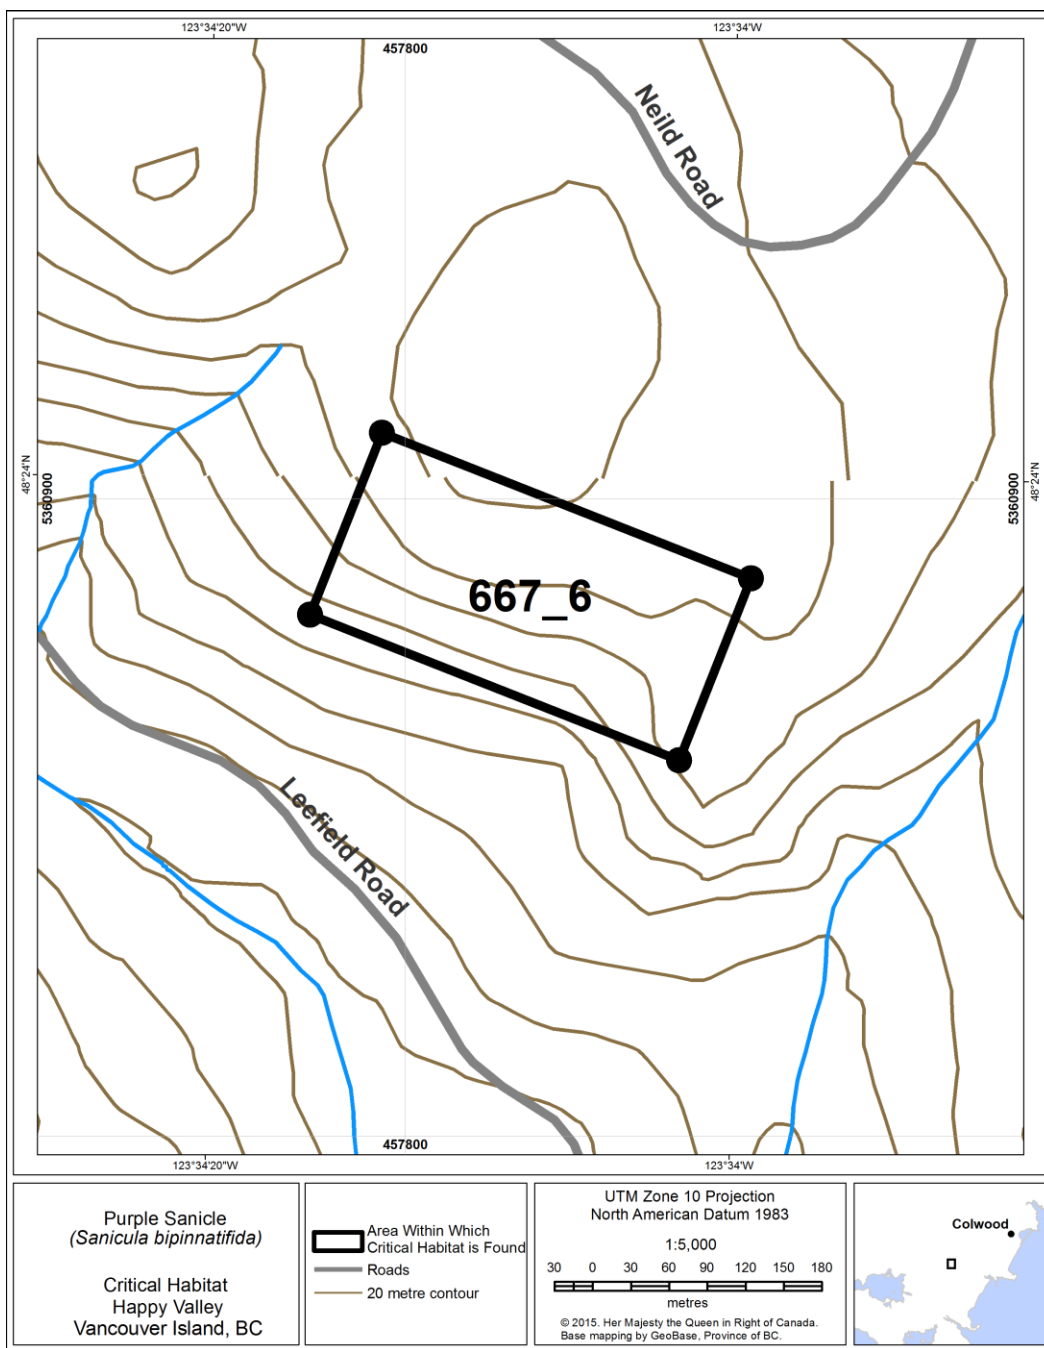 123°34'20"W
123°34'W
457800
Neild Road
48°24'N
5360900
5360900
48°24'N
667_6
Leefield Road
457800
123°34'20"W
123°34'W
Purple Sanicle
(Sanicula bipinnatifida)
Critical Habitat
Happy Valley
Vancouver Island, BC
Area Within Which
Critical Habitat is Found
Roads
20 metre contour
UTM Zone 10 Projection
North American Datum 1983
1:5,000
30 0 30 60 90 120 150 180
metres
© 2015. Her Majesty the Queen in Right of Canada.
Base mapping by GeoBase, Province of BC.
Colwood